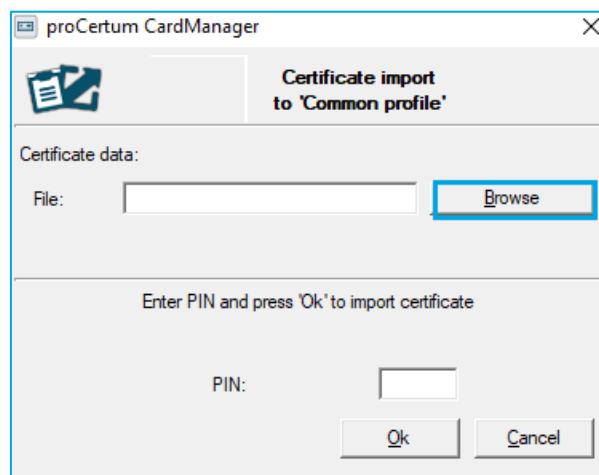 proCertum CardManager
Certificate import
to 'Common profile'
Certificate data:
File:
Browse
Enter PIN and press 'Ok' to import certificate
PIN:
Ok
Cancel